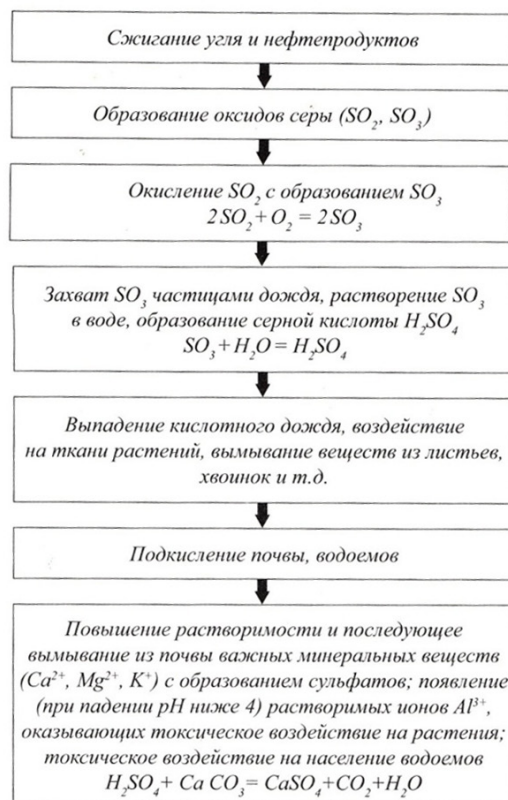 Сжигание угля и нефтепродуктов
Образование оксидов серы (SO₂, SO₃)
Окисление SO₂ с образованием SO₃
2SO₂ + O₂ = 2SO₃
Захват SO₃ частицами дождя, растворение SO₃
в воде, образование серной кислоты H₂SO₄
SO₃ + H₂O = H₂SO₄
Выпадение кислотного дождя, воздействие
на ткани растений, вымывание веществ из листьев,
хвоинок и т.д.
Подкисление почвы, водоемов
Повышение растворимости и последующее
вымывание из почвы важных минеральных веществ
(Ca²⁺, Mg²⁺, K⁺) с образованием сульфатов; появление
(при падении pH ниже 4) растворимых ионов Al³⁺,
оказывающих токсическое воздействие на растения;
токсическое воздействие на население водоемов
H₂SO₄ + Ca CO₃ = CaSO₄ + CO₂ + H₂O